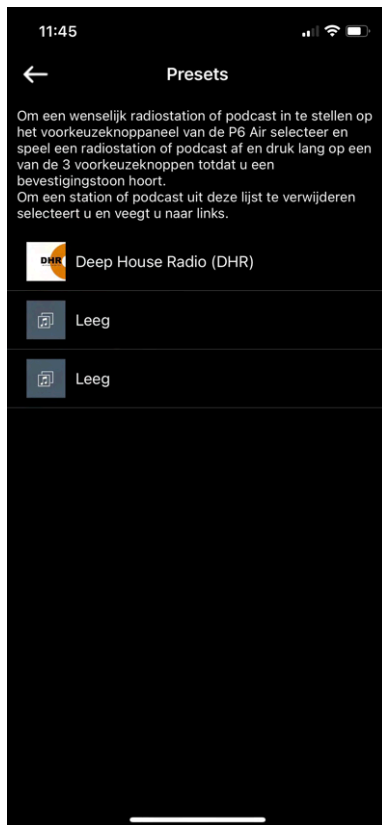 11:45
Presets
Om een wenselijk radiostation of podcast in te stellen op
het voorkeuzeknoppaneel van de P6 Air selecteer en
speel een radiostation of podcast af en druk lang op een
van de 3 voorkeuzeknoppen totdat u een
bevestigingstoon hoort.
Om een station of podcast uit deze lijst te verwijderen
selecteert u en veegt u naar links.
DHR
Deep House Radio (DHR)
Leeg
Leeg